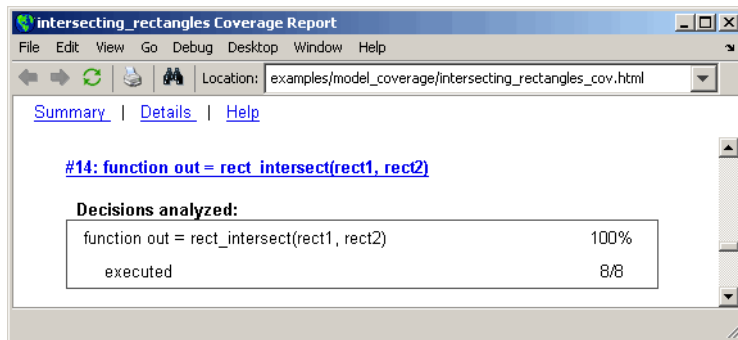 intersecting_rectangles Coverage Report
File Edit View Go Debug Desktop Window Help
Location: examples/model_coverage/intersecting_rectangles_cov.html
Summary | Details | Help
#14: function out = rect_intersect(rect1, rect2)
Decisions analyzed:
function out = rect_intersect(rect1, rect2) 100%
executed 8/8